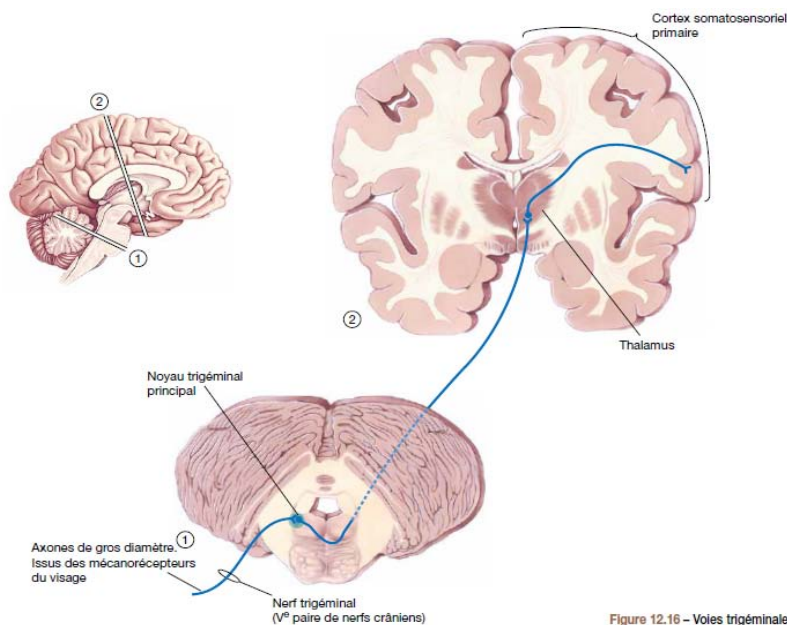 Cortex somatosensoriel
primaire
②
①
②
Thalamus
Noyau trigéminal
principal
①
Axones de gros diamètre.
Issus des mécanorécepteurs
du visage
Nerf trigéminal
(Ve paire de nerfs crâniens)
Figure 12.16 – Voies trigéminale